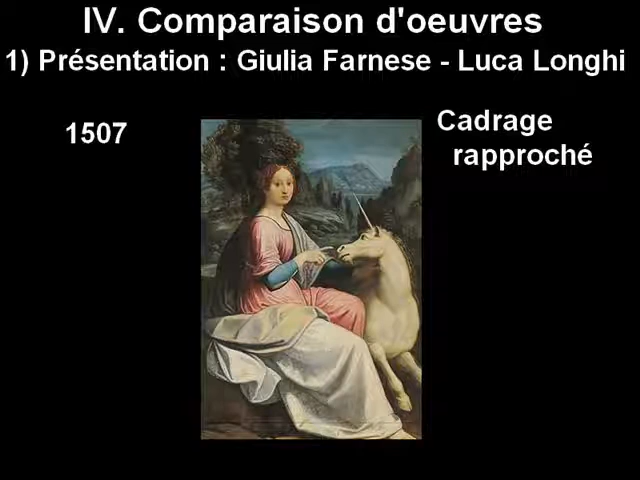 IV. Comparaison d'oeuvres
1) Présentation : Giulia Farnese - Luca Longhi
1507
Cadrage
rapproché